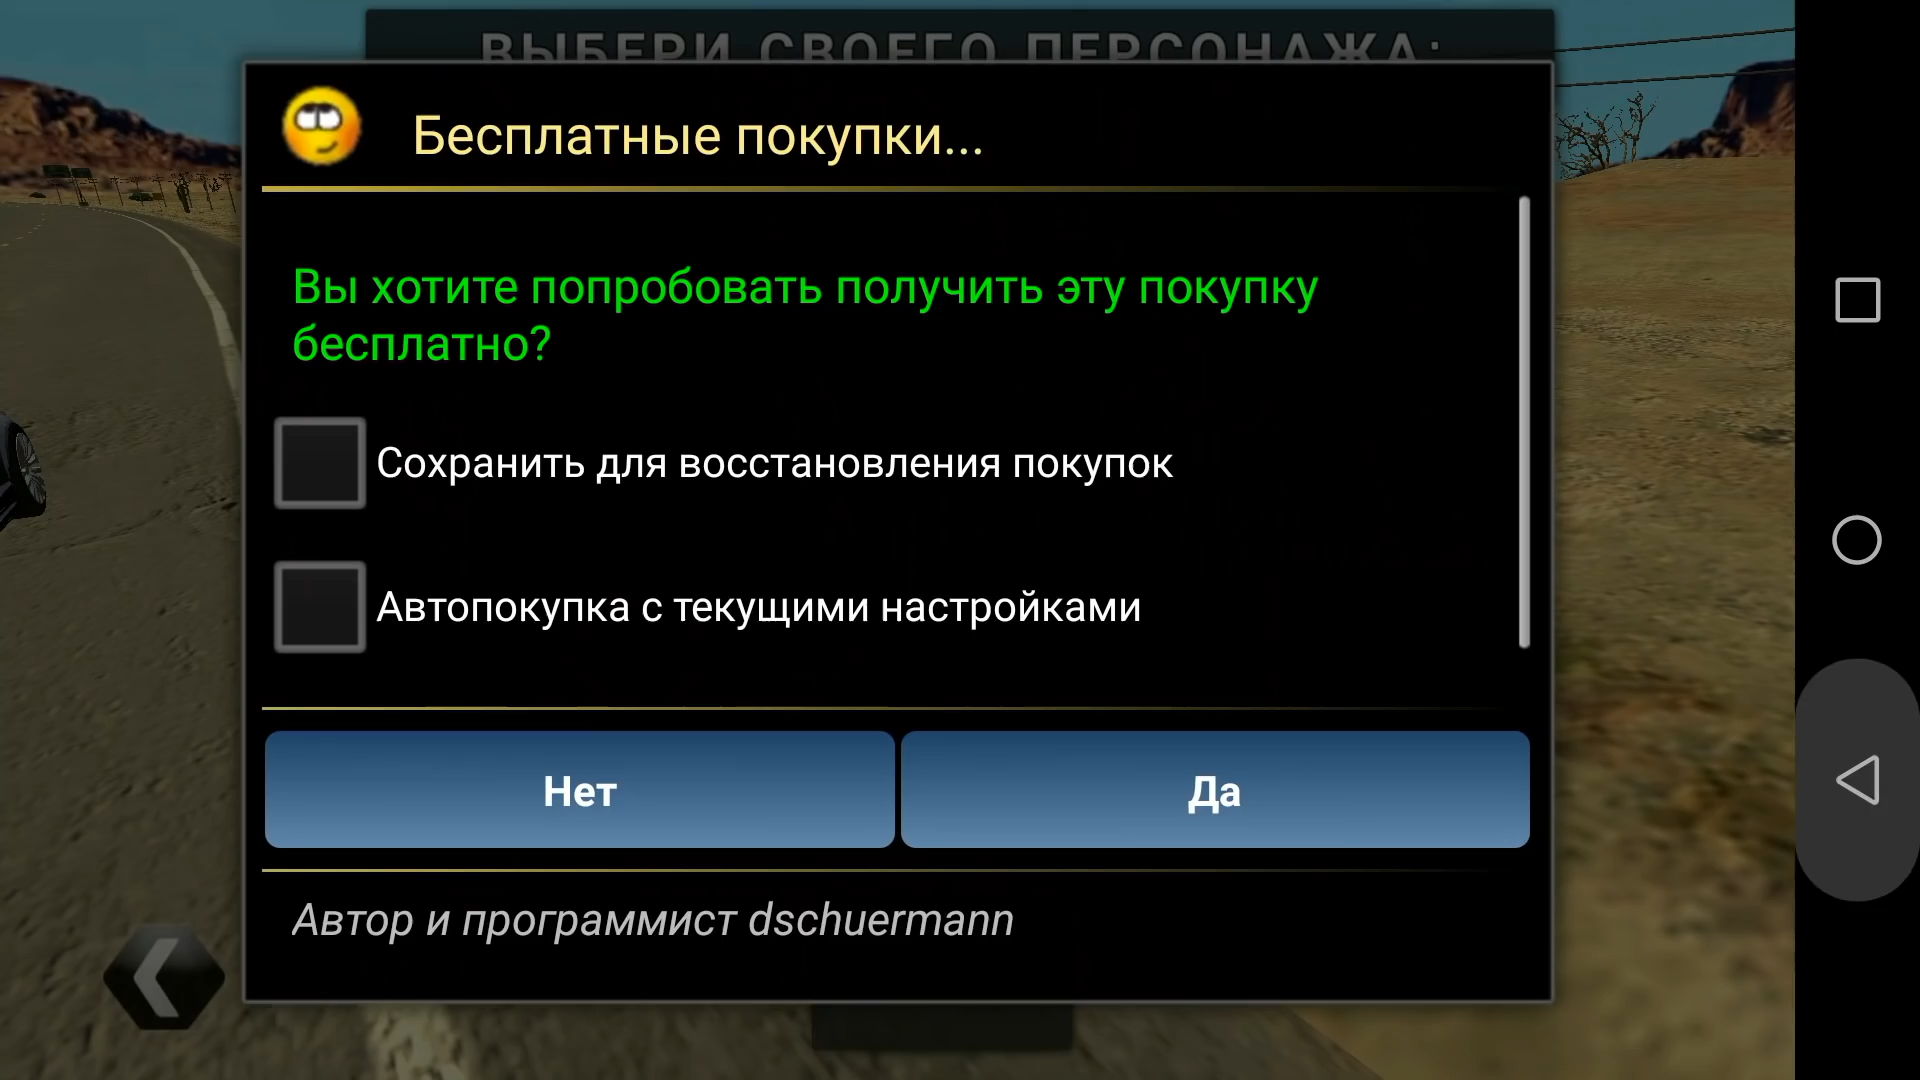 ВЫБЕРИ СВОЕГО ПЕРСОНАЖА:
Бесплатные покупки...
Вы хотите попробовать получить эту покупку
бесплатно?
Сохранить для восстановления покупок
Автопокупка с текущими настройками
Нет
Да
Автор и программист dschuermann